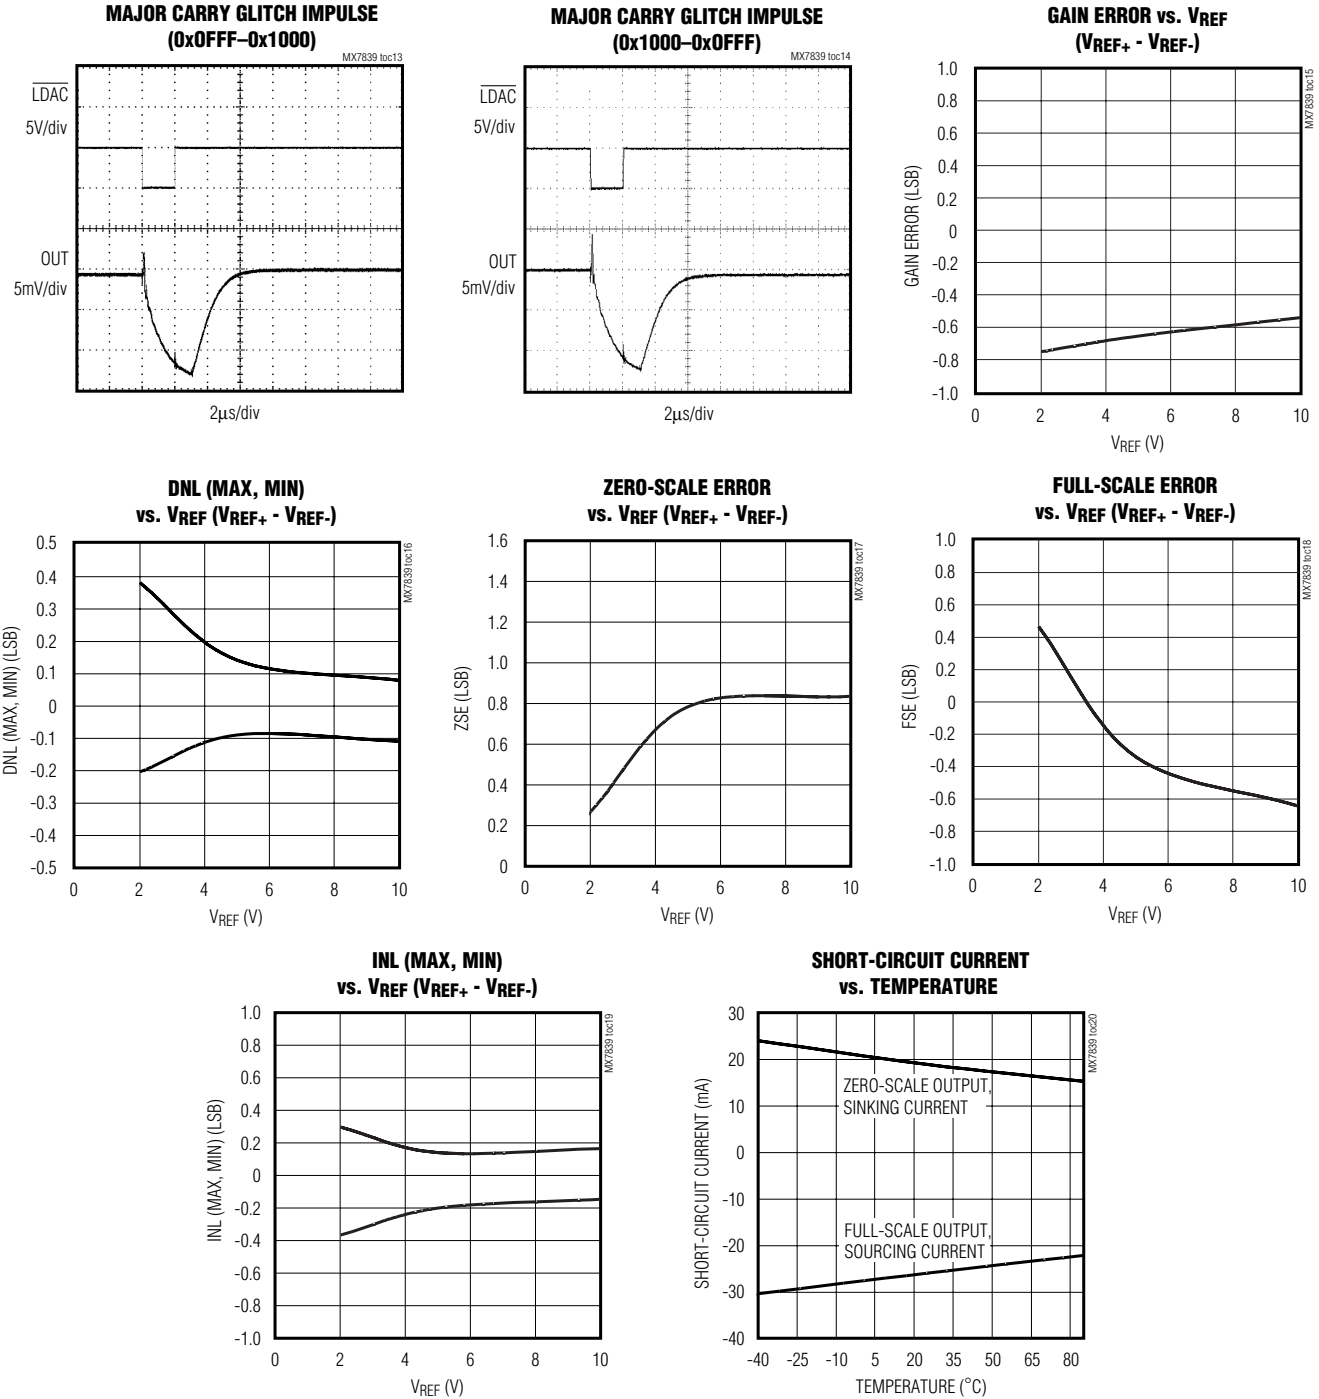 MAJOR CARRY GLITCH IMPULSE
(0x0FFF–0x1000)
MX7839 toc13
LDAC
5V/div
OUT
5mV/div
2µs/div
MAJOR CARRY GLITCH IMPULSE
(0x1000–0x0FFF)
MX7839 toc14
LDAC
5V/div
OUT
5mV/div
2µs/div
GAIN ERROR vs. VREF
(VREF+ - VREF-)
MX7839 toc15
GAIN ERROR (LSB)
1.0
0.8
0.6
0.4
0.2
0
-0.2
-0.4
-0.6
-0.8
-1.0
0 2 4 6 8 10
VREF (V)
DNL (MAX, MIN)
vs. VREF (VREF+ - VREF-)
MX7839 toc16
DNL (MAX, MIN) (LSB)
0.5
0.4
0.3
0.2
0.1
0
-0.1
-0.2
-0.3
-0.4
-0.5
0 2 4 6 8 10
VREF (V)
ZERO-SCALE ERROR
vs. VREF (VREF+ - VREF-)
MX7839 toc17
ZSE (LSB)
1.6
1.4
1.2
1.0
0.8
0.6
0.4
0.2
0
0 2 4 6 8 10
VREF (V)
FULL-SCALE ERROR
vs. VREF (VREF+ - VREF-)
MX7839 toc18
FSE (LSB)
1.0
0.8
0.6
0.4
0.2
0
-0.2
-0.4
-0.6
-0.8
-1.0
0 2 4 6 8 10
VREF (V)
INL (MAX, MIN)
vs. VREF (VREF+ - VREF-)
MX7839 toc19
INL (MAX, MIN) (LSB)
1.0
0.8
0.6
0.4
0.2
0
-0.2
-0.4
-0.6
-0.8
-1.0
0 2 4 6 8 10
VREF (V)
SHORT-CIRCUIT CURRENT
vs. TEMPERATURE
MX7839 toc20
SHORT-CIRCUIT CURRENT (mA)
30
20
10
0
-10
-20
-30
-40
ZERO-SCALE OUTPUT,
SINKING CURRENT
FULL-SCALE OUTPUT,
SOURCING CURRENT
-40 -25 -10 5 20 35 50 65 80
TEMPERATURE (°C)